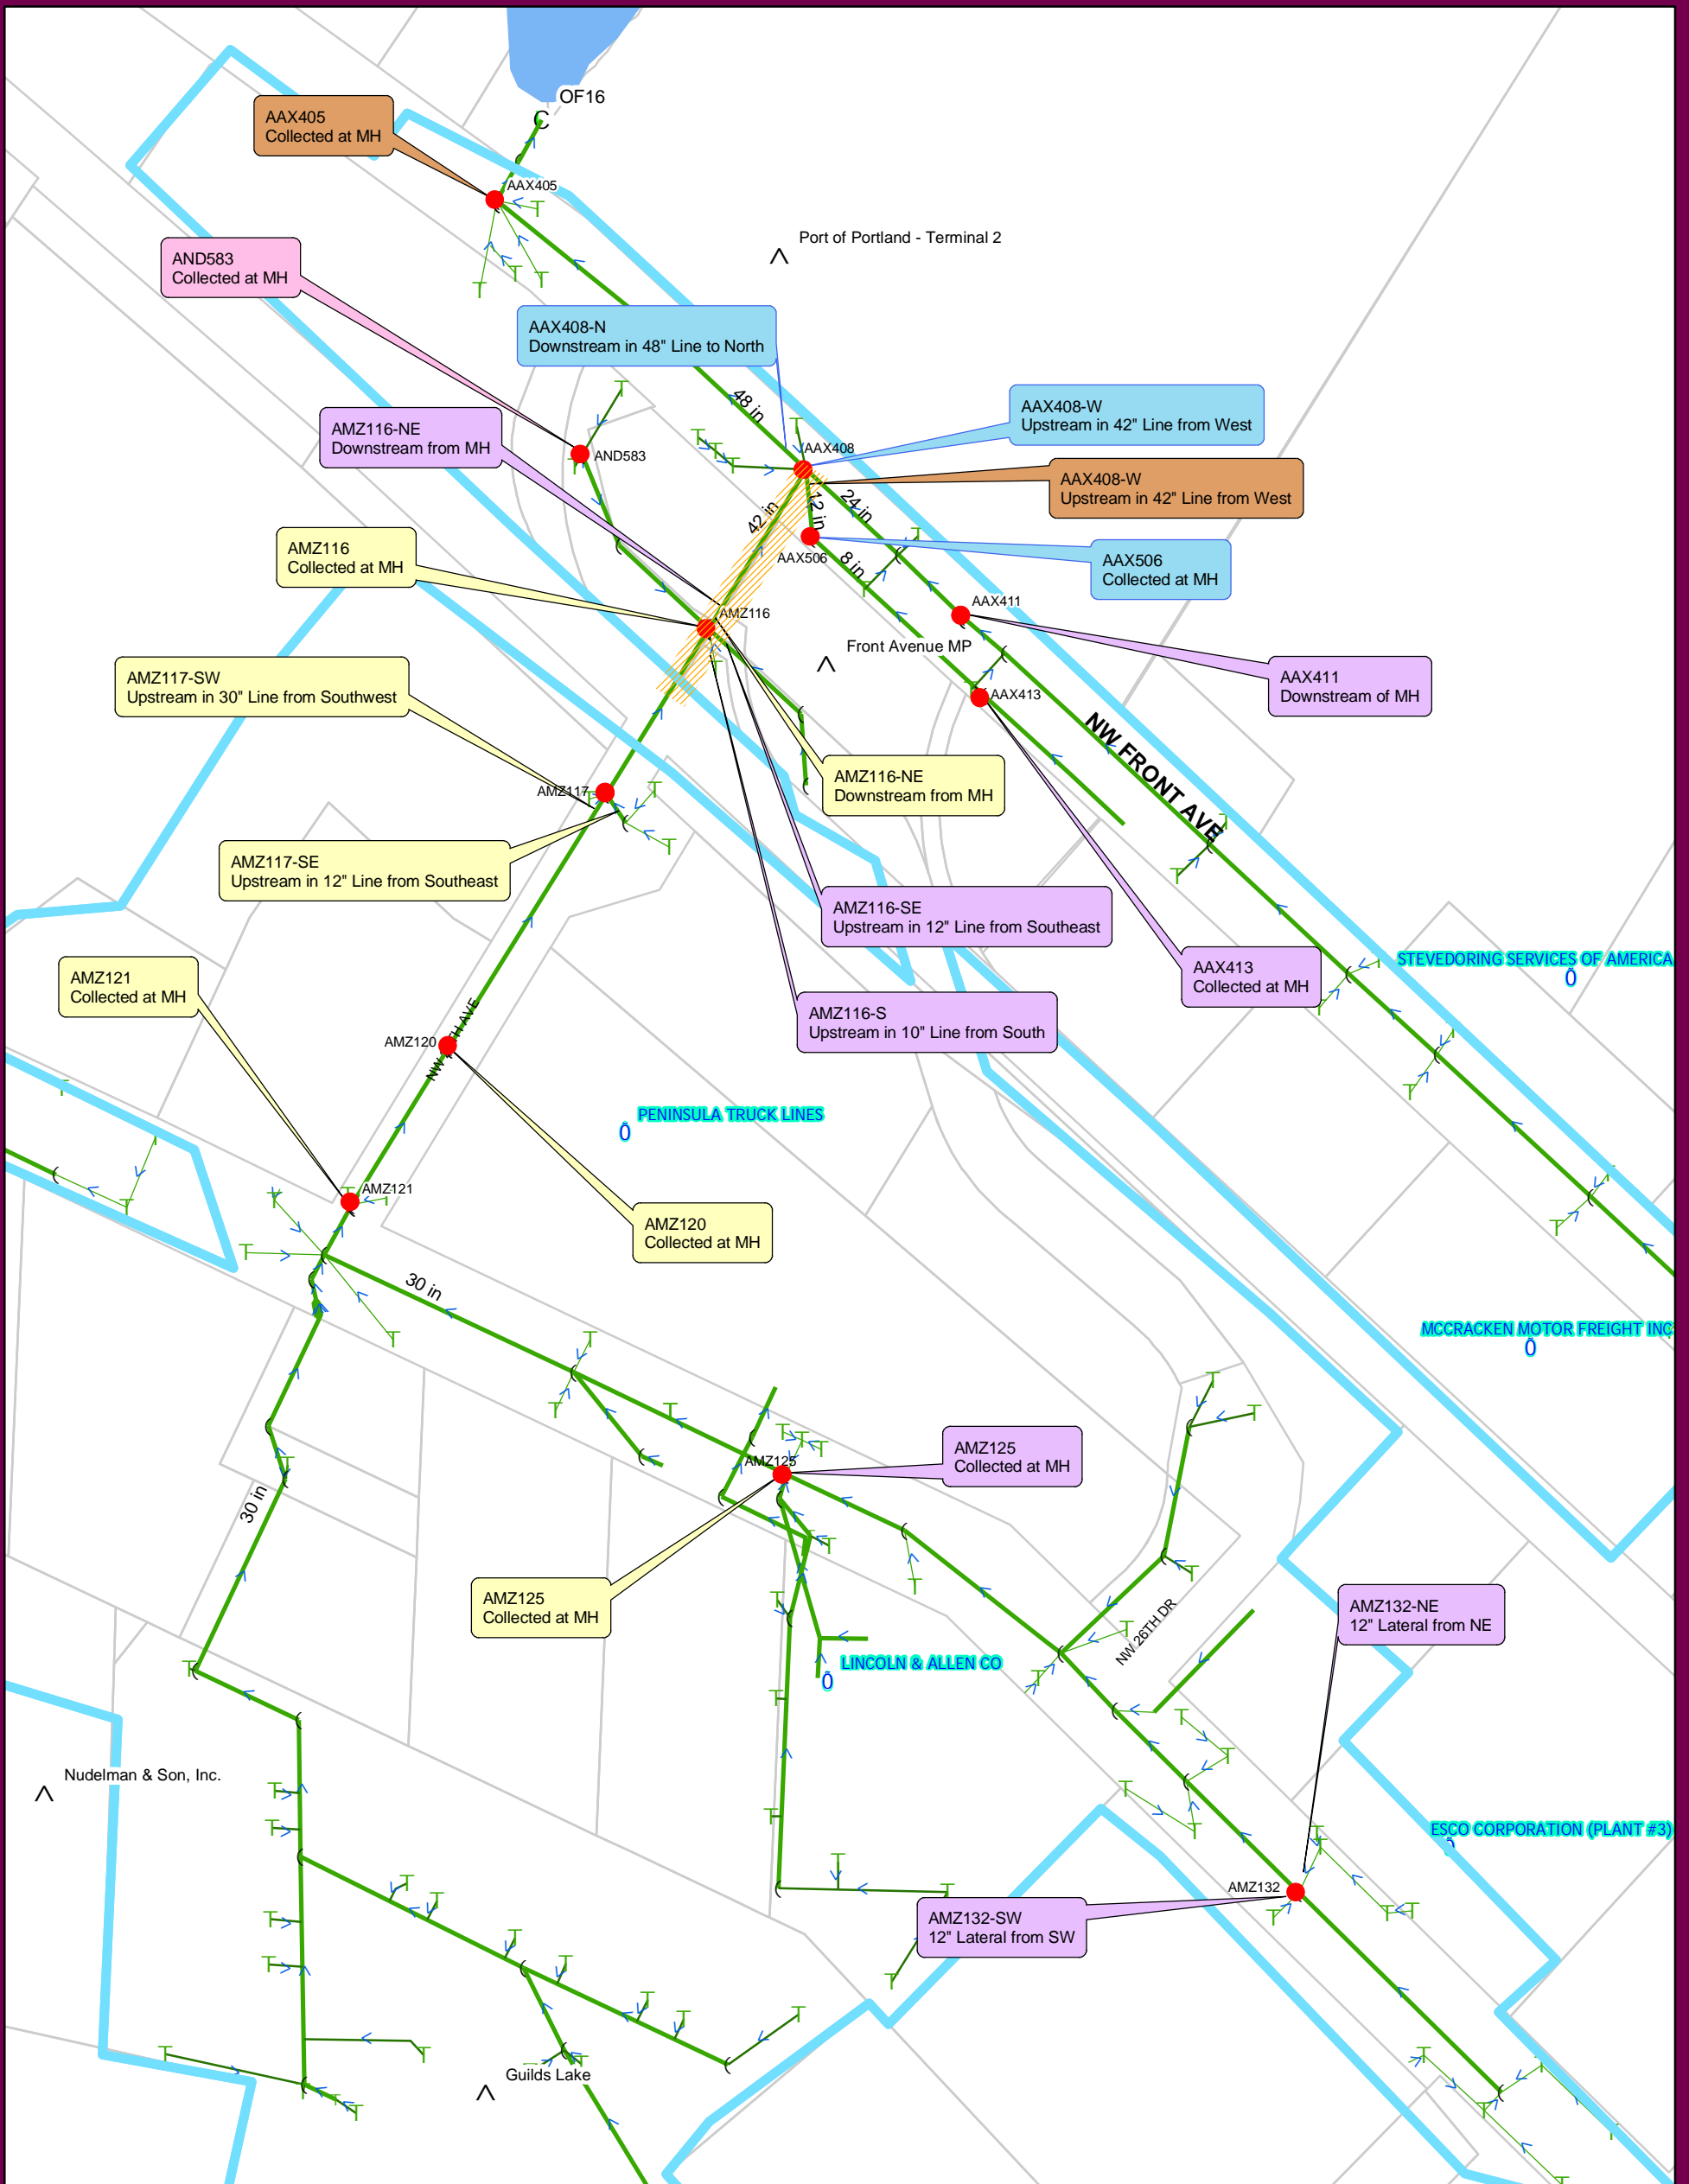 OF16
AAX405
Collected at MH
AAX405
Port of Portland - Terminal 2
AND583
Collected at MH
AAX408-N
Downstream in 48" Line to North
48 in
AAX408-W
Upstream in 42" Line from West
AMZ116-NE
Downstream from MH
AND583
AAX408
AAX408-W
Upstream in 42" Line from West
24 in
12 in
42 in
AMZ116
Collected at MH
AAX506
8 in
AAX506
Collected at MH
AAX411
AMZ116
Front Avenue MP
AAX411
Downstream of MH
AMZ117-SW
Upstream in 30" Line from Southwest
AAX413
NW FRONT AVE
AMZ117
AMZ116-NE
Downstream from MH
AMZ117-SE
Upstream in 12" Line from Southeast
AMZ116-SE
Upstream in 12" Line from Southeast
AMZ121
Collected at MH
AAX413
Collected at MH
STEVEDORING SERVICES OF AMERICA
AMZ116-S
Upstream in 10" Line from South
AMZ120
NW TH AVE
PENINSULA TRUCK LINES
AMZ121
AMZ120
Collected at MH
30 in
MCCRACKEN MOTOR FREIGHT INC
AMZ125
Collected at MH
AMZ125
30 in
AMZ125
Collected at MH
AMZ132-NE
12" Lateral from NE
NW 26TH DR
LINCOLN & ALLEN CO
Nudelman & Son, Inc.
ESCO CORPORATION (PLANT #3)
AMZ132
AMZ132-SW
12" Lateral from SW
Guilds Lake